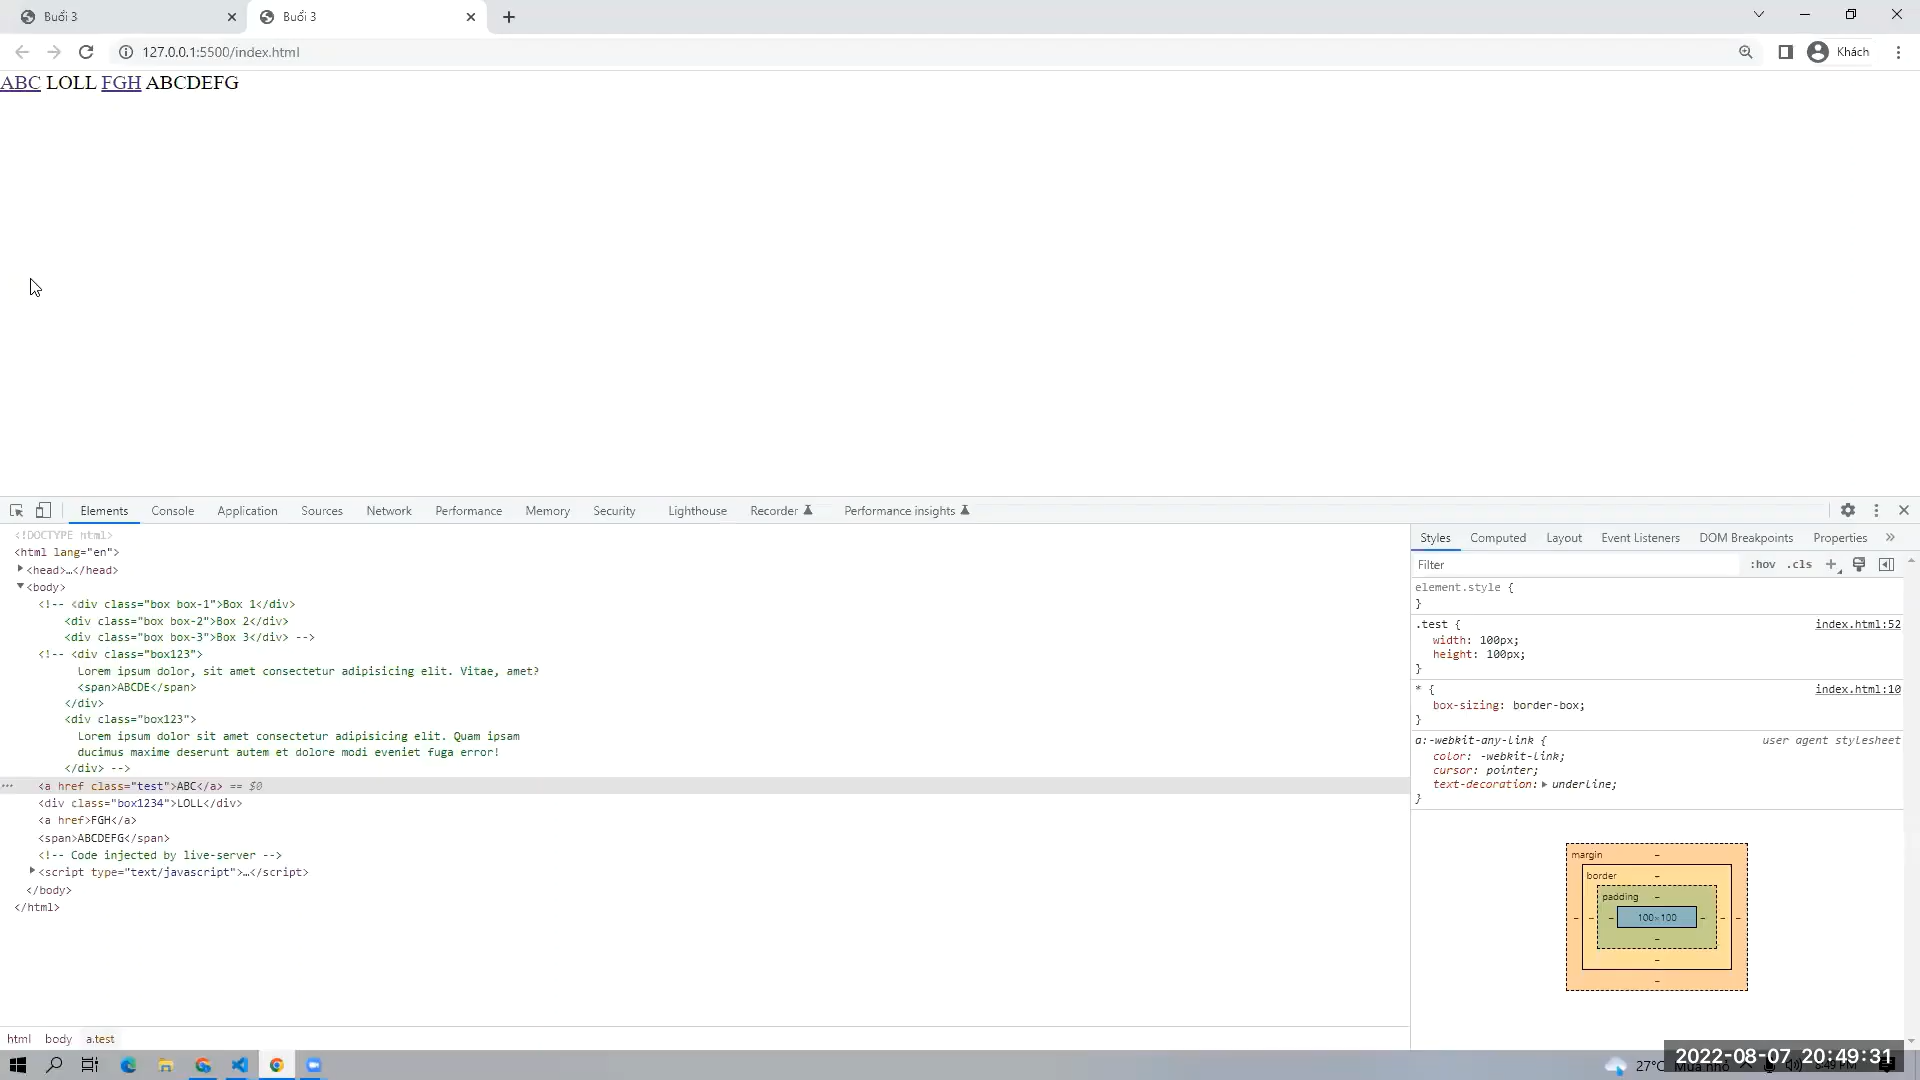 Buổi 3
Buổi 3
127.0.0.1:5500/index.html
Khách
ABC LOLL FGH ABCDEFG
Elements Console Application Sources Network Performance Memory Security Lighthouse Recorder Performance insights
<!DOCTYPE html>
<html lang="en">
<head>…</head>
<body>
<!-- <div class="box box-1">Box 1</div>
<div class="box box-2">Box 2</div>
<div class="box box-3">Box 3</div> -->
<!-- <div class="box123">
Lorem ipsum dolor, sit amet consectetur adipisicing elit. Vitae, amet?
<span>ABCDE</span>
</div>
<div class="box123">
Lorem ipsum dolor sit amet consectetur adipisicing elit. Quam ipsam
ducimus maxime deserunt autem et dolore modi eveniet fuga error!
</div> -->
<a href class="test">ABC</a> == $0
<div class="box1234">LOLL</div>
<a href>FGH</a>
<span>ABCDEFG</span>
<!-- Code injected by live-server -->
<script type="text/javascript">…</script>
</body>
</html>
html body a.test
Styles Computed Layout Event Listeners DOM Breakpoints Properties »
Filter :hov .cls +
element.style {
}
.test { index.html:52
width: 100px;
height: 100px;
}
* { index.html:10
box-sizing: border-box;
}
a:-webkit-any-link { user agent stylesheet
color: -webkit-link;
cursor: pointer;
text-decoration: underline;
}
margin –
border –
padding –
– – – 100×100 – – –
–
–
–
27°C Mưa nhỏ 8:49 PM
2022-08-07 20:49:31